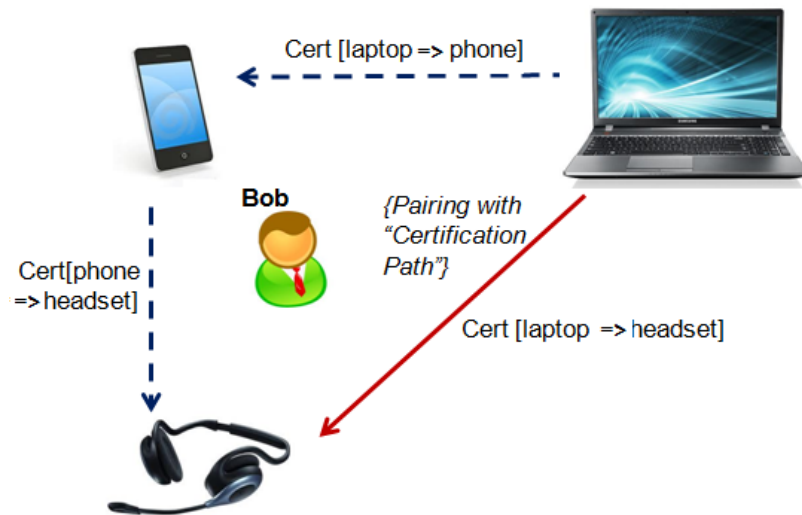 Cert [laptop => phone]
Bob
{Pairing with
“Certification
Path”}
Cert[phone
=> headset]
Cert [laptop => headset]